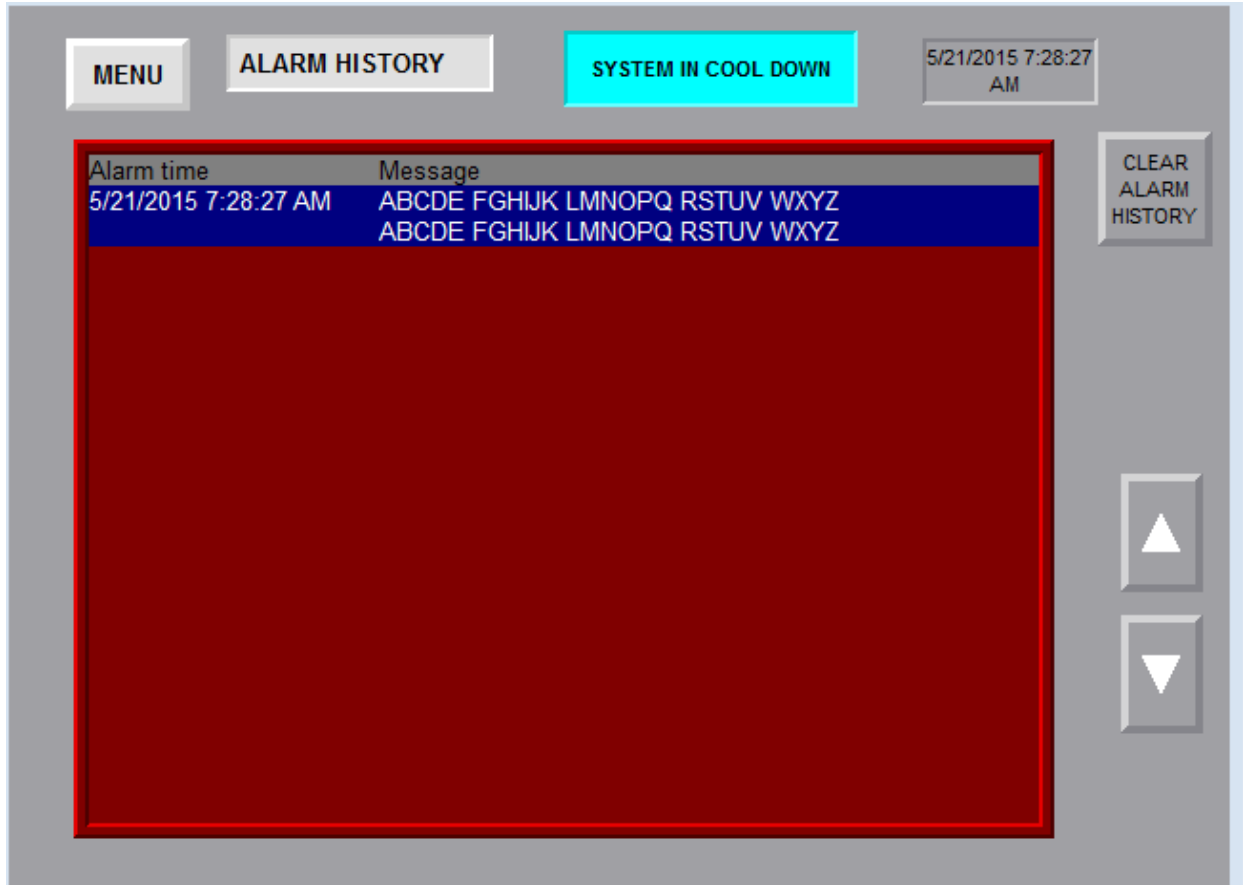 MENU
ALARM HISTORY
SYSTEM IN COOL DOWN
5/21/2015 7:28:27
AM
CLEAR
ALARM
HISTORY
Alarm time Message
5/21/2015 7:28:27 AM ABCDE FGHIJK LMNOPQ RSTUV WXYZ
ABCDE FGHIJK LMNOPQ RSTUV WXYZ